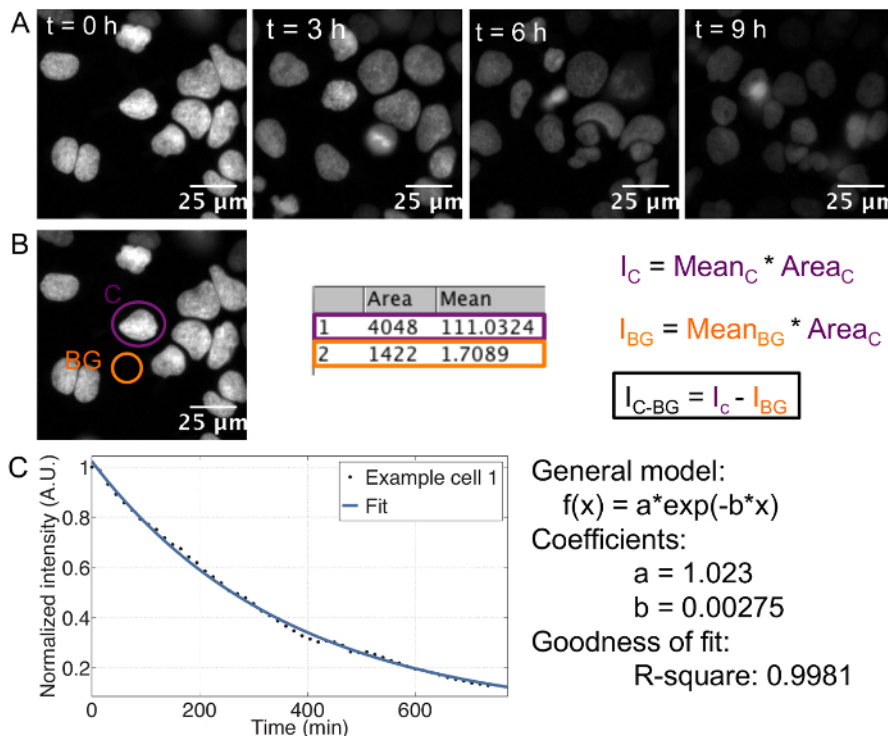 A
t = 0 h
t = 3 h
t = 6 h
t = 9 h
25 µm
25 µm
25 µm
25 µm
B
C
BG
25 µm
Area Mean
1 4048 111.0324
2 1422 1.7089
I_C = Mean_C * Area_C
I_BG = Mean_BG * Area_C
I_C-BG = I_c - I_BG
C
Normalized intensity (A.U.)
1
0.8
0.6
0.4
0.2
0 200 400 600
Time (min)
Example cell 1
Fit
General model:
f(x) = a*exp(-b*x)
Coefficients:
a = 1.023
b = 0.00275
Goodness of fit:
R-square: 0.9981